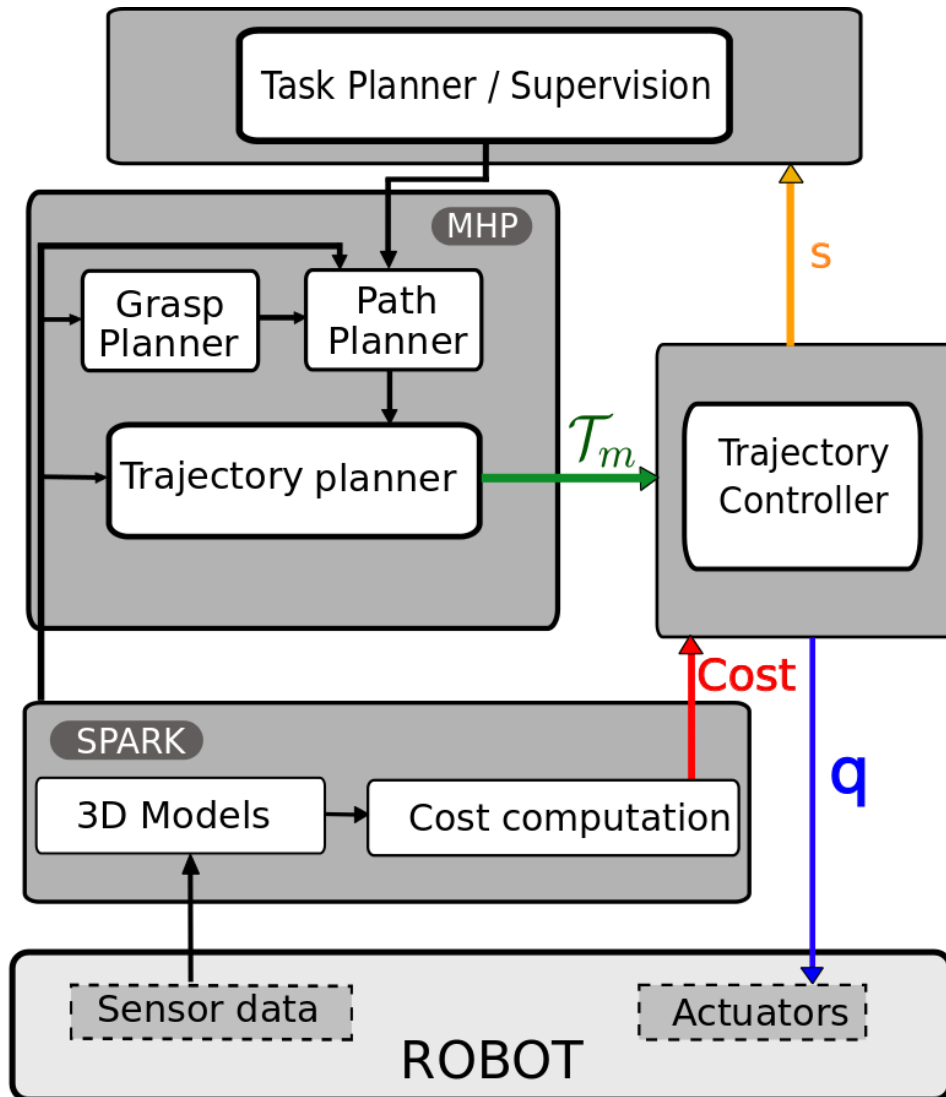 Task Planner / Supervision
MHP
Grasp
Planner
Path
Planner
Trajectory planner
𝒯ₘ
s
Trajectory
Controller
Cost
q
SPARK
3D Models
Cost computation
Sensor data
Actuators
ROBOT